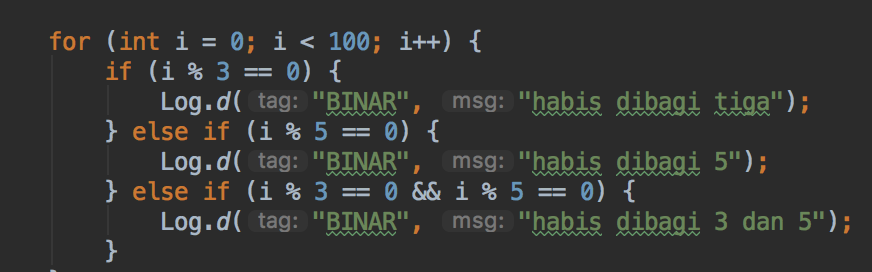 for (int i = 0; i < 100; i++) {
if (i % 3 == 0) {
Log.d( tag: "BINAR", msg: "habis dibagi tiga");
} else if (i % 5 == 0) {
Log.d( tag: "BINAR", msg: "habis dibagi 5");
} else if (i % 3 == 0 && i % 5 == 0) {
Log.d( tag: "BINAR", msg: "habis dibagi 3 dan 5");
}